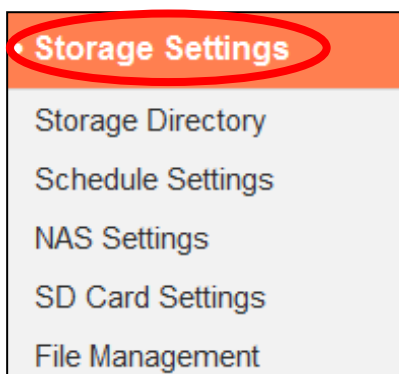 • Storage Settings
Storage Directory
Schedule Settings
NAS Settings
SD Card Settings
File Management